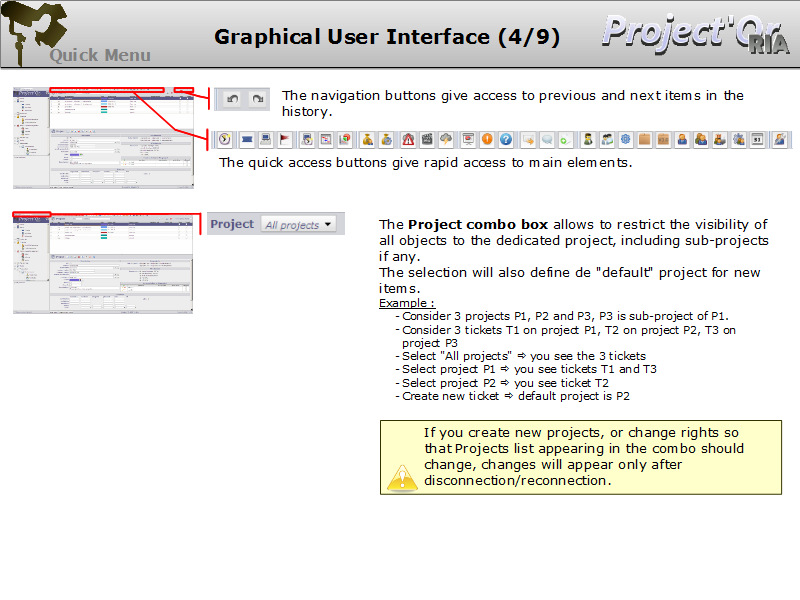 Graphical User Interface (4/9)
Project'Or
RIA
Quick Menu
The navigation buttons give access to previous and next items in the
history.
The quick access buttons give rapid access to main elements.
Project All projects
The Project combo box allows to restrict the visibility of
all objects to the dedicated project, including sub-projects
if any.
The selection will also define de "default" project for new
items.
Example :
- Consider 3 projects P1, P2 and P3, P3 is sub-project of P1.
- Consider 3 tickets T1 on project P1, T2 on project P2, T3 on
project P3
- Select "All projects" ⇨ you see the 3 tickets
- Select project P1 ⇨ you see tickets T1 and T3
- Select project P2 ⇨ you see ticket T2
- Create new ticket ⇨ default project is P2
If you create new projects, or change rights so
that Projects list appearing in the combo should
change, changes will appear only after
disconnection/reconnection.